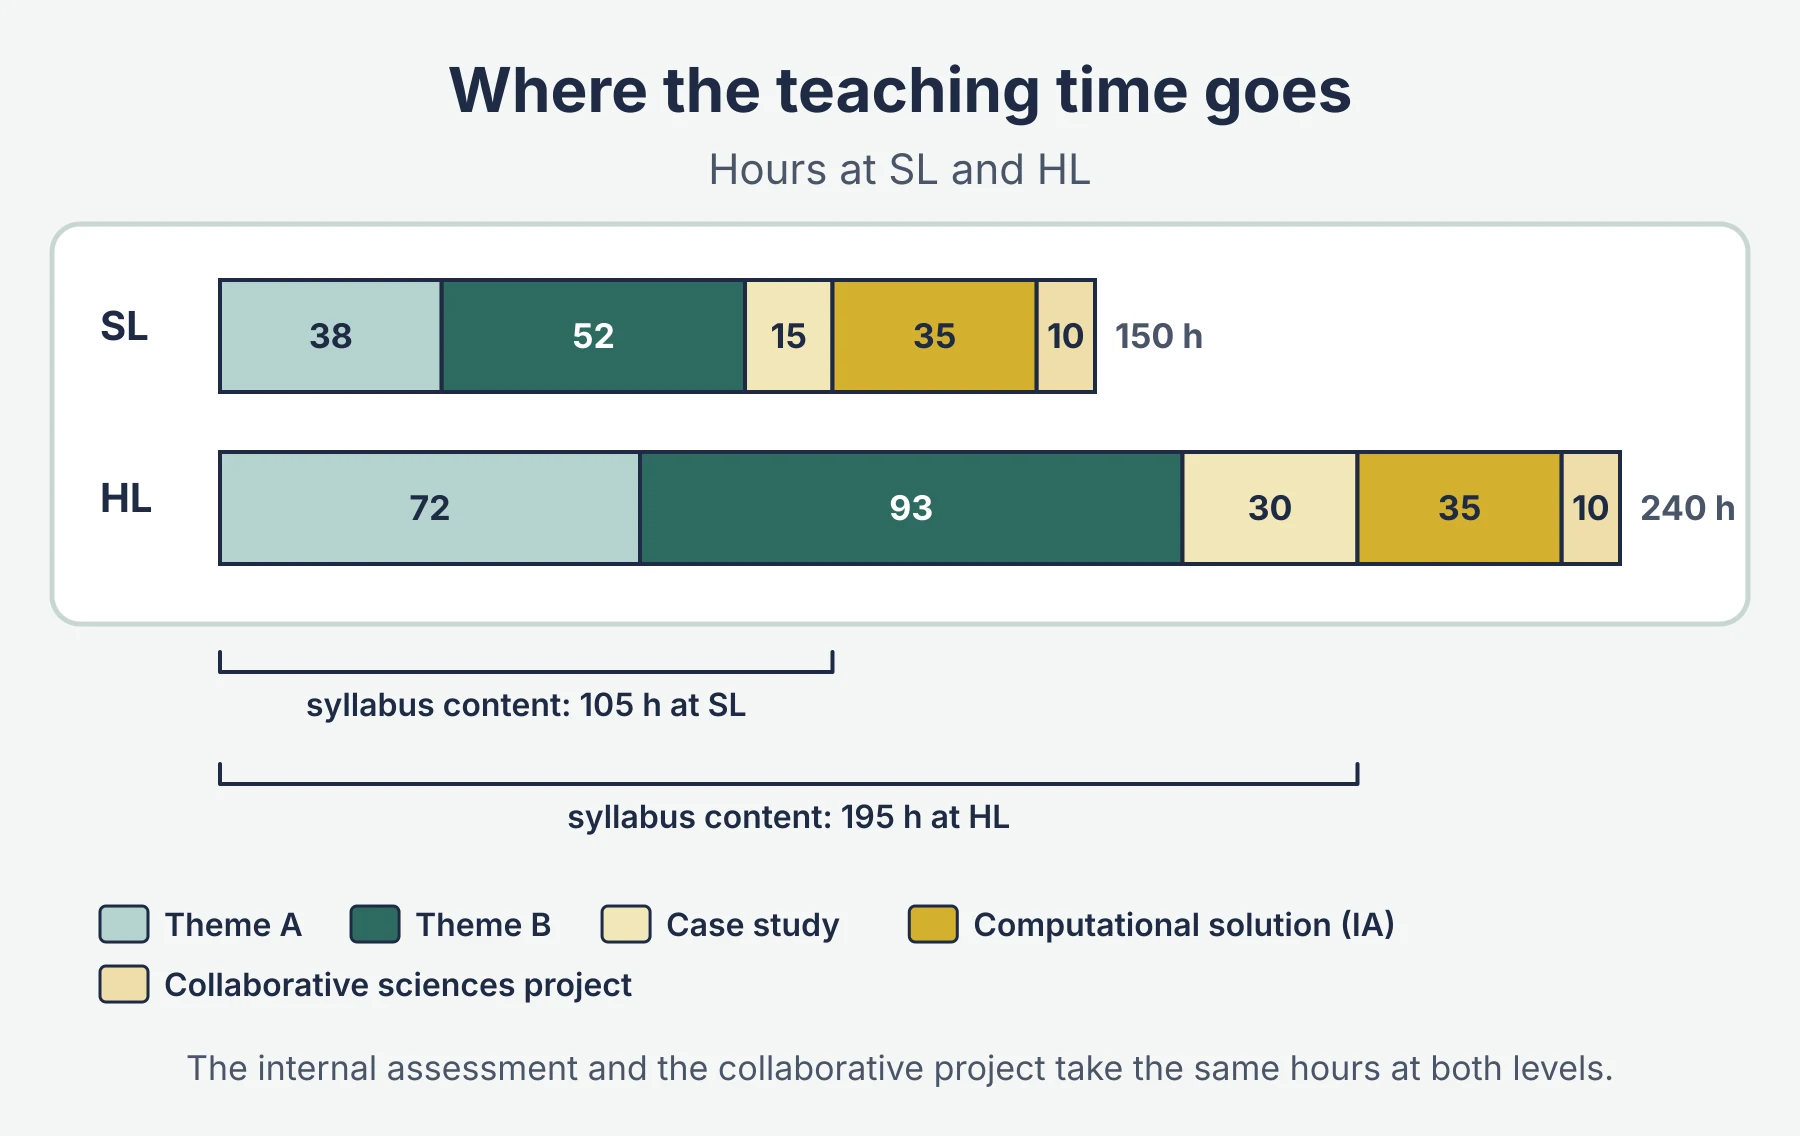 Where the teaching time goes
Hours at SL and HL
SL 38 52 15 35 10 150 h
HL 72 93 30 35 10 240 h
syllabus content: 105 h at SL
syllabus content: 195 h at HL
Theme A Theme B Case study Computational solution (IA)
Collaborative sciences project
The internal assessment and the collaborative project take the same hours at both levels.